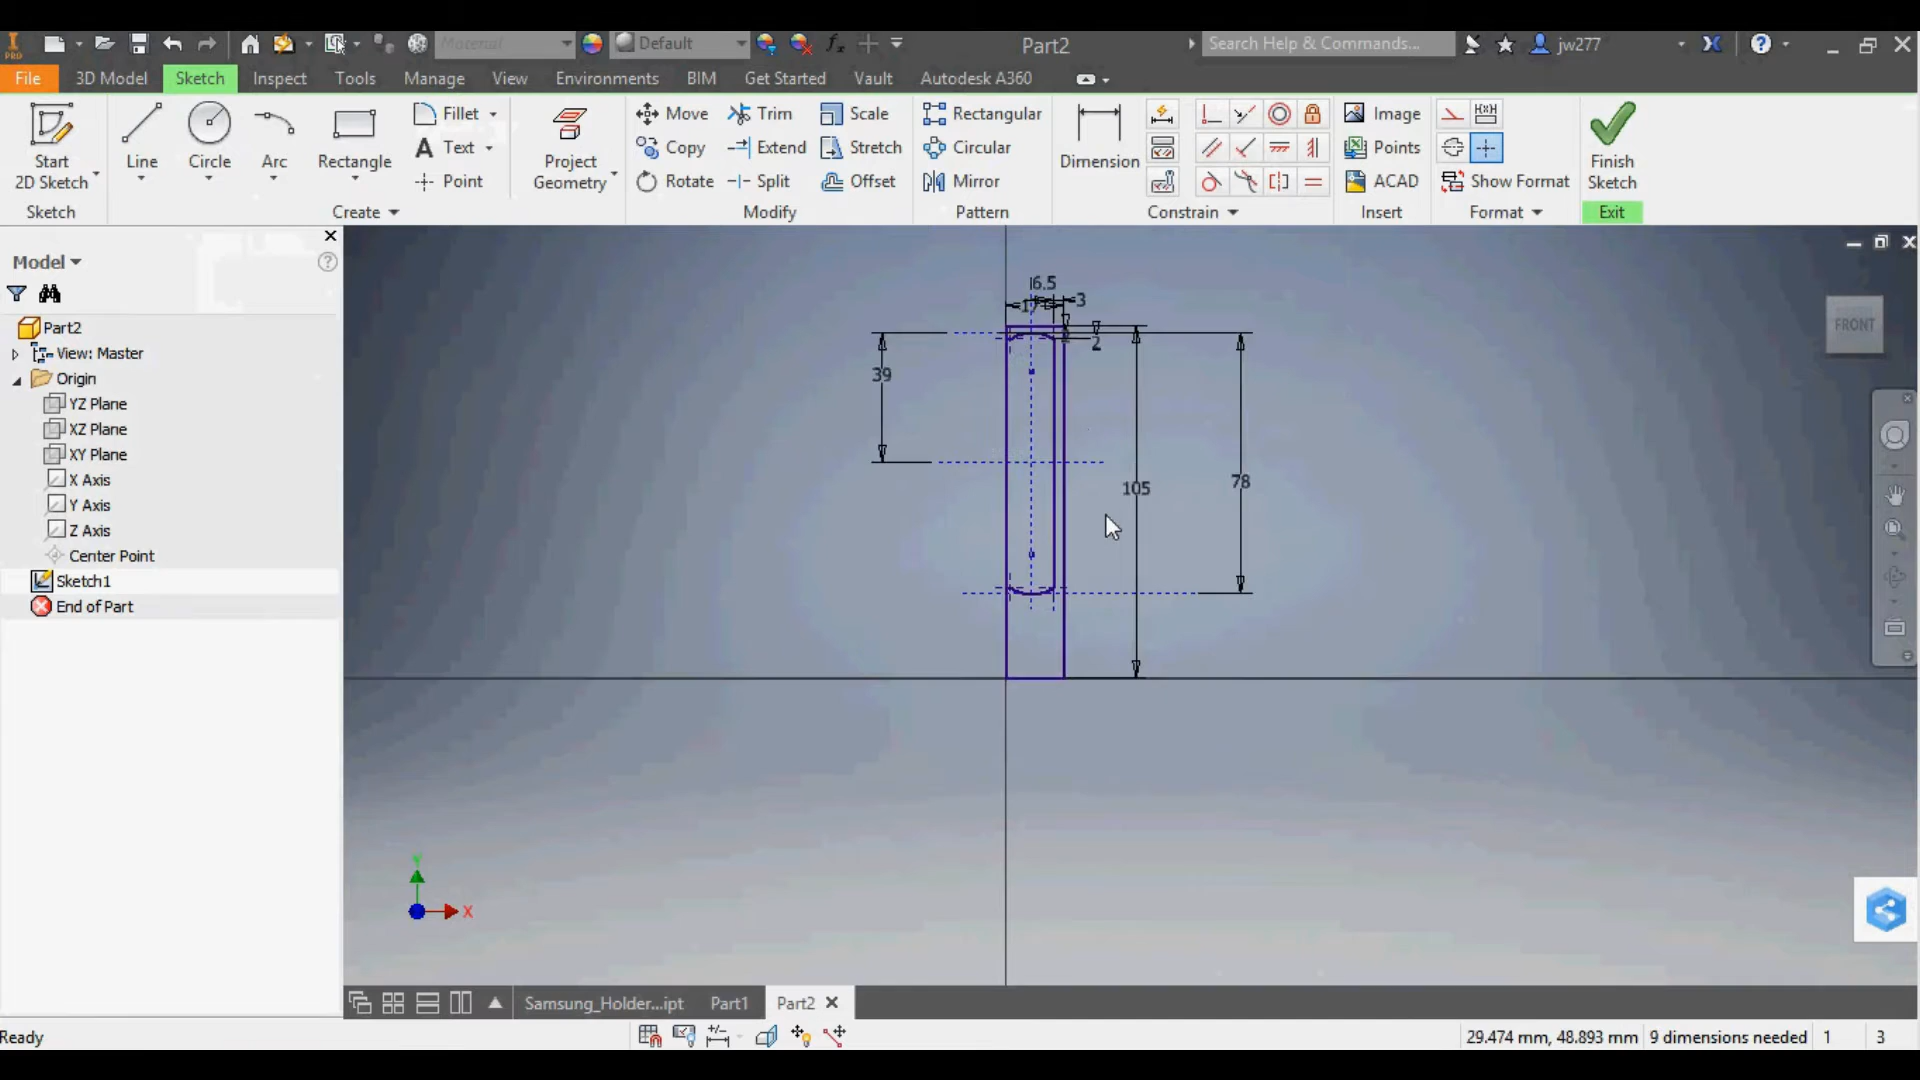 PRO
Material
Default
Part2
Search Help & Commands...
jw277
File
3D Model
Sketch
Inspect
Tools
Manage
View
Environments
BIM
Get Started
Vault
Autodesk A360
Start
2D Sketch
Sketch
Line
Circle
Arc
Rectangle
Fillet
Text
Point
Create
Project
Geometry
Move
Copy
Rotate
Trim
Extend
Split
Scale
Stretch
Offset
Modify
Rectangular
Circular
Mirror
Pattern
Dimension
Constrain
Image
Points
ACAD
Insert
Show Format
Format
Finish
Sketch
Exit
Model
Part2
View: Master
Origin
YZ Plane
XZ Plane
XY Plane
X Axis
Y Axis
Z Axis
Center Point
Sketch1
End of Part
6.5
17
3
2
39
105
78
FRONT
Y
X
Samsung_Holder...ipt
Part1
Part2
Ready
29.474 mm, 48.893 mm
9 dimensions needed
1
3